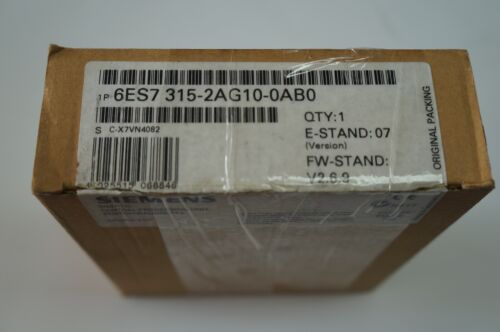 1P 6ES7 315-2AG10-0AB0
S C-X7VN4082
QTY:1
E-STAND: 07
(Version)
FW-STAND:
V2.6.9
ORIGINAL PACKING
SIEMENS